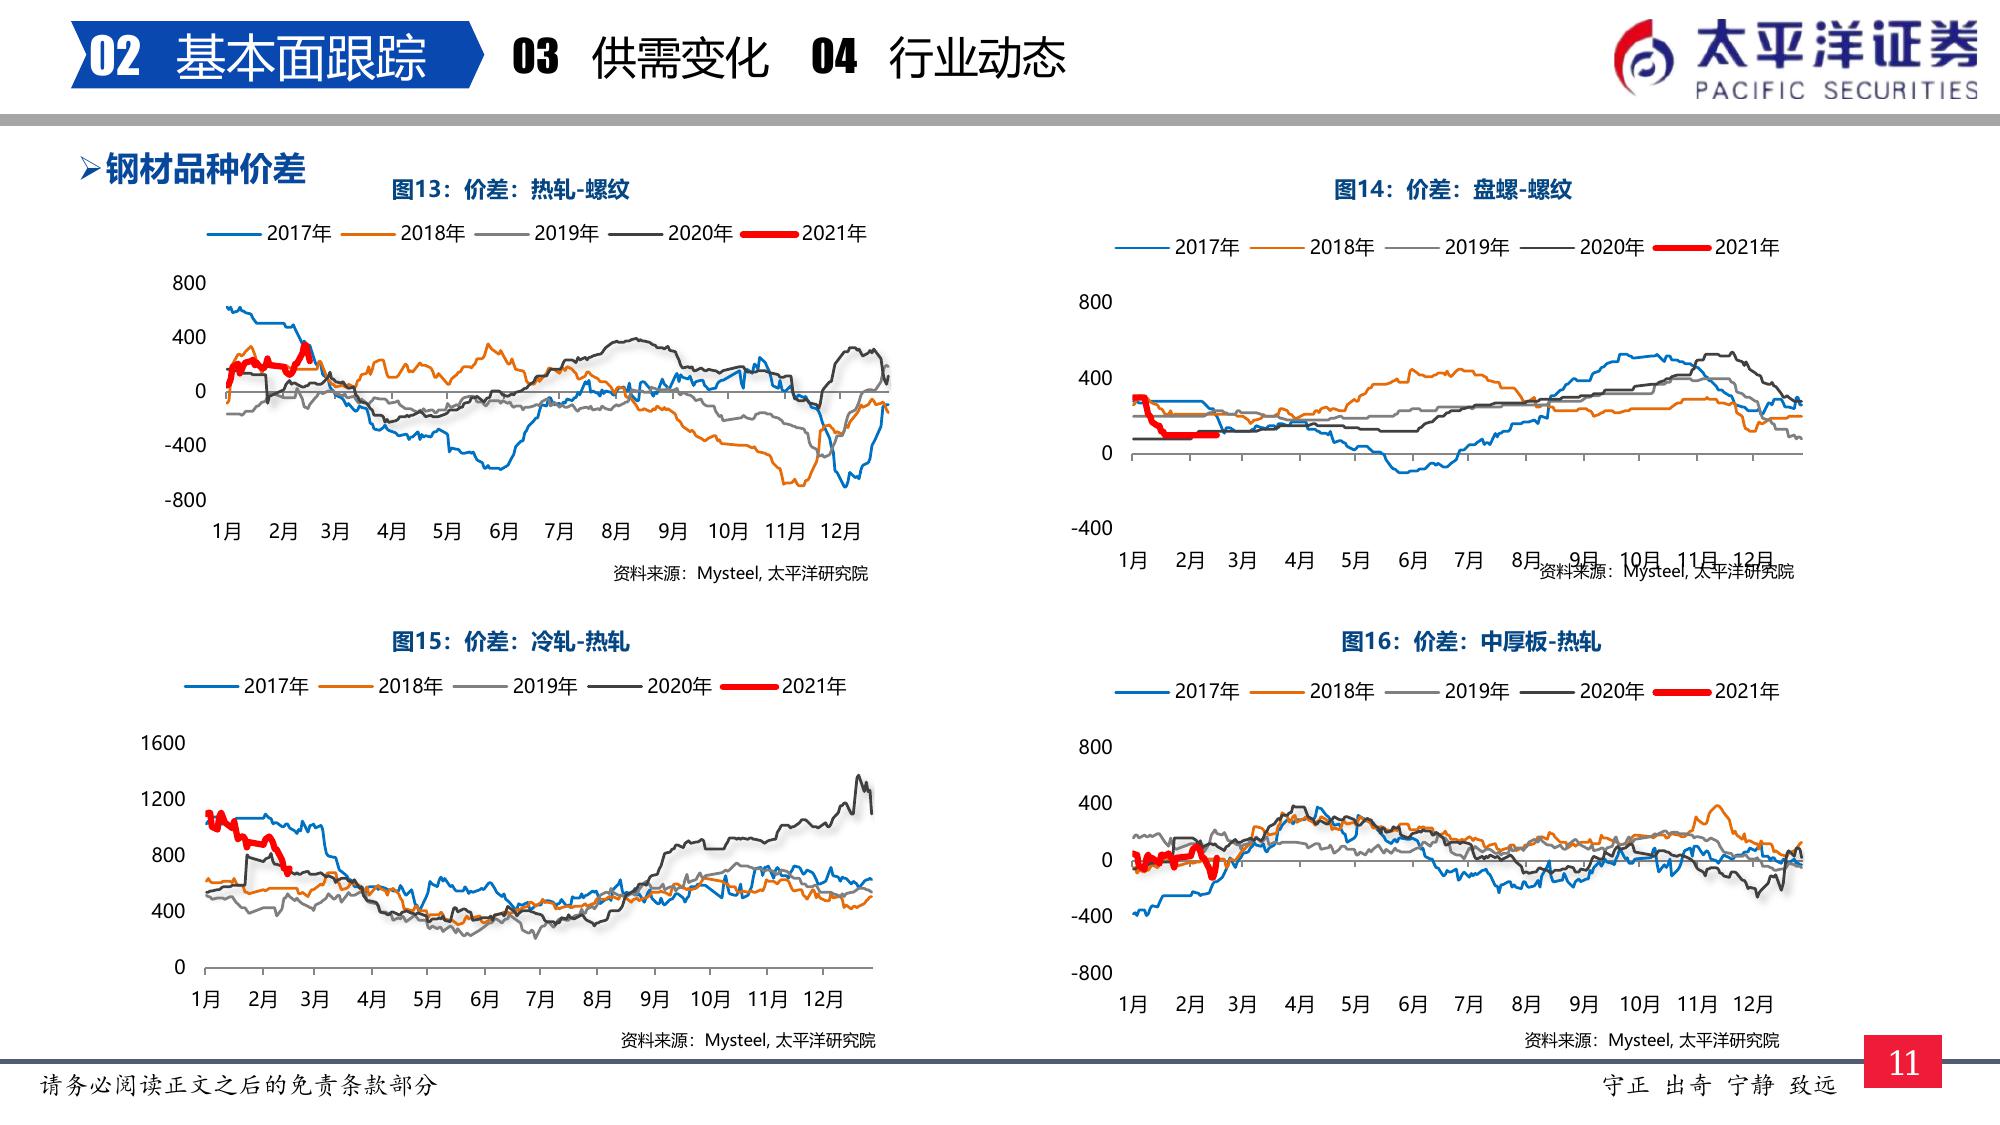 02 基本面跟踪 03 供需变化 04 行业动态
太平洋证券
PACIFIC SECURITIES
➢钢材品种价差
图13：价差：热轧-螺纹
2017年 2018年 2019年 2020年 2021年
800
400
0
-400
-800
1月 2月 3月 4月 5月 6月 7月 8月 9月 10月 11月 12月
资料来源：Mysteel, 太平洋研究院
图14：价差：盘螺-螺纹
2017年 2018年 2019年 2020年 2021年
800
400
0
-400
1月 2月 3月 4月 5月 6月 7月 8月 9月 10月 11月 12月
资料来源：Mysteel, 太平洋研究院
图15：价差：冷轧-热轧
2017年 2018年 2019年 2020年 2021年
1600
1200
800
400
0
1月 2月 3月 4月 5月 6月 7月 8月 9月 10月 11月 12月
资料来源：Mysteel, 太平洋研究院
图16：价差：中厚板-热轧
2017年 2018年 2019年 2020年 2021年
800
400
0
-400
-800
1月 2月 3月 4月 5月 6月 7月 8月 9月 10月 11月 12月
资料来源：Mysteel, 太平洋研究院
请务必阅读正文之后的免责条款部分
守正 出奇 宁静 致远
11